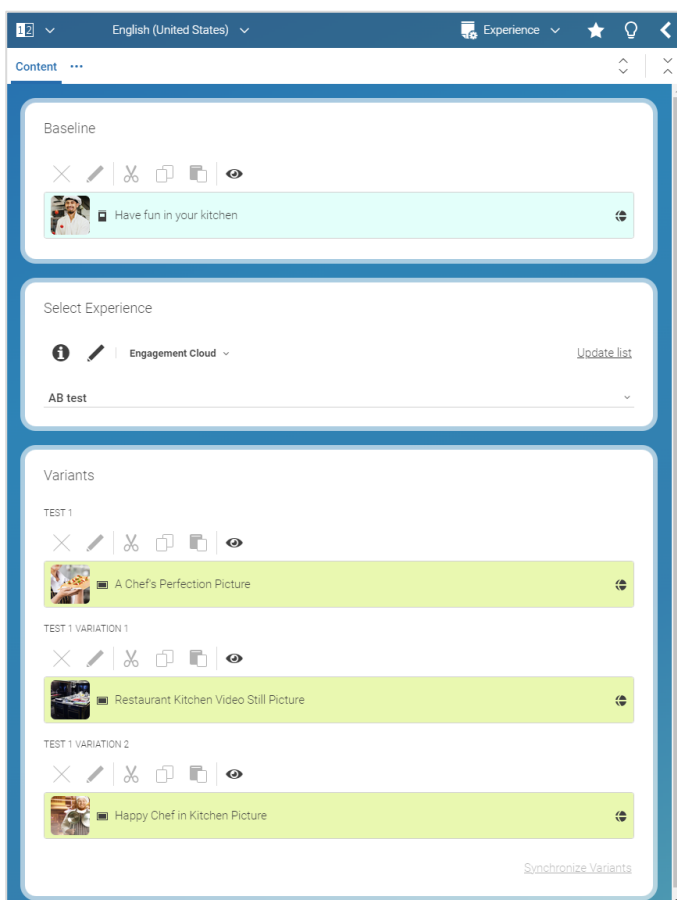 12
English (United States)
Experience
Content
Baseline
Have fun in your kitchen
Select Experience
Engagement Cloud
Update list
AB test
Variants
TEST 1
A Chef's Perfection Picture
TEST 1 VARIATION 1
Restaurant Kitchen Video Still Picture
TEST 1 VARIATION 2
Happy Chef in Kitchen Picture
Synchronize Variants